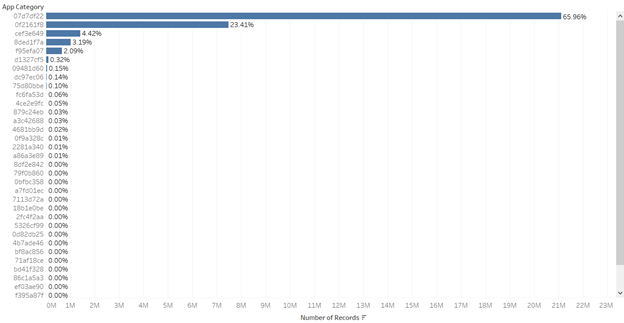 App Category
07d7df22 65.96%
0f2161f8 23.41%
cef3e649 4.42%
8ded1f7a 3.19%
f95efa07 2.09%
d1327cf5 0.32%
09481d60 0.15%
dc97ec06 0.14%
75d80bbe 0.10%
fc6fa53d 0.06%
4ce2e9fc 0.05%
879c24eb 0.03%
a3c42688 0.03%
4681bb9d 0.02%
0f9a328c 0.01%
2281a340 0.01%
a86a3e89 0.01%
8df2e842 0.00%
79f0b860 0.00%
0bfbc358 0.00%
a7fd01ec 0.00%
7113d72a 0.00%
18b1e0be 0.00%
2fc4f2aa 0.00%
5326cf99 0.00%
0d82db25 0.00%
4b7ade46 0.00%
bf8ac856 0.00%
71af18ce 0.00%
bd41f328 0.00%
86c1a5a3 0.00%
ef03ae90 0.00%
f395a87f 0.00%
0M 1M 2M 3M 4M 5M 6M 7M 8M 9M 10M 11M 12M 13M 14M 15M 16M 17M 18M 19M 20M 21M 22M 23M
Number of Records